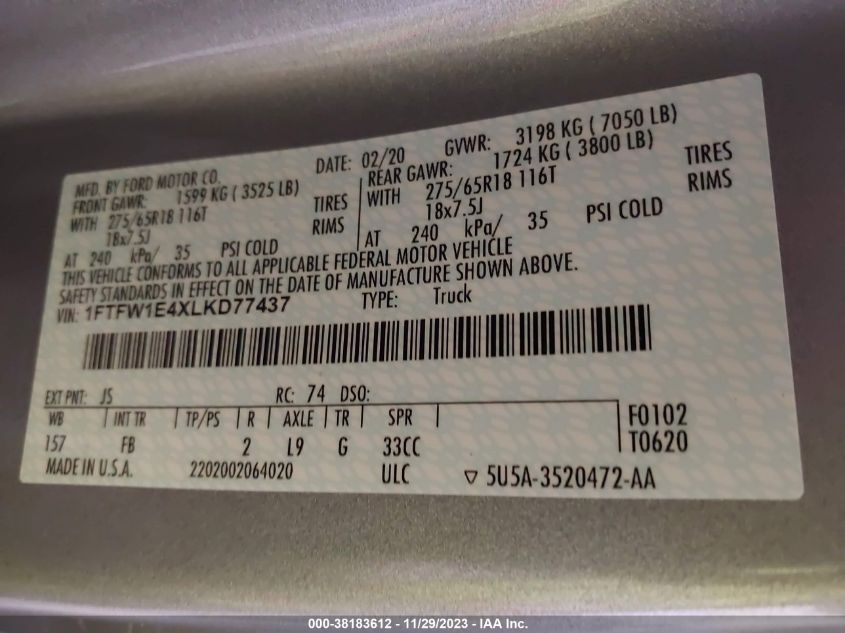 MFD. BY FORD MOTOR CO. DATE: 02/20 GVWR: 3198 KG ( 7050 LB)
FRONT GAWR: 1599 KG ( 3525 LB) REAR GAWR: 1724 KG ( 3800 LB)
WITH 275/65R18 116T TIRES WITH 275/65R18 116T TIRES
18x7.5J RIMS 18x7.5J RIMS
AT 240 kPa/ 35 PSI COLD AT 240 kPa/ 35 PSI COLD
THIS VEHICLE CONFORMS TO ALL APPLICABLE FEDERAL MOTOR VEHICLE
SAFETY STANDARDS IN EFFECT ON THE DATE OF MANUFACTURE SHOWN ABOVE.
VIN: 1FTFW1E4XLKD77437 TYPE: Truck
EXT PNT: JS RC: 74 DSO:
WB INT TR TP/PS R AXLE TR SPR F0102
157 FB 2 L9 G 33CC T0620
MADE IN U.S.A. 2202002064020 ULC ▽ 5U5A-3520472-AA
000-38183612 - 11/29/2023 - IAA Inc.